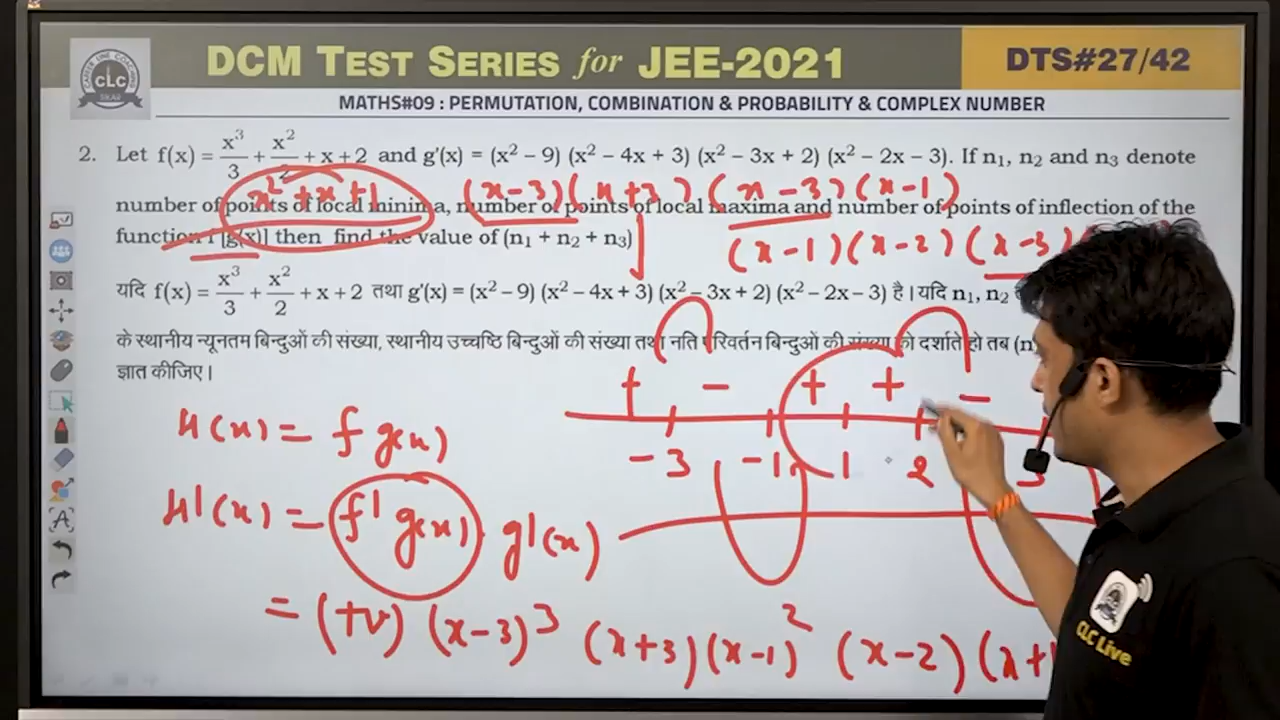 DCM TEST SERIES for JEE-2021
DTS#27/42
CLC
MATHS#09 : PERMUTATION, COMBINATION & PROBABILITY & COMPLEX NUMBER
2. Let f(x) = x³/3 + x²/2 + x + 2 and g'(x) = (x² – 9) (x² – 4x + 3) (x² – 3x + 2) (x² – 2x – 3). If n₁, n₂ and n₃ denote
x² + x + 1 (x-3)(x+3) (x-3)(x-1)
number of points of local minima, number of points of local maxima and number of points of inflection of the
function f [g(x)] then find the value of (n₁ + n₂ + n₃)
(x-1)(x-2)(x-3)
यदि f(x) = x³/3 + x²/2 + x + 2 तथा g'(x) = (x² – 9) (x² – 4x + 3) (x² – 3x + 2) (x² – 2x – 3) है। यदि n₁, n₂
के स्थानीय न्यूनतम बिन्दुओं की संख्या, स्थानीय उच्चष्ठि बिन्दुओं की संख्या तथा नति परिवर्तन बिन्दुओं की संख्या को दर्शाते हो तब (n
ज्ञात कीजिए।
+ - + + -
-3 -1 1 2 3
H(x) = f g(x)
H'(x) = f' g(x). g'(x)
= (+v) (x-3)³ (x+3)(x-1)² (x-2)(x+1
CLC Live